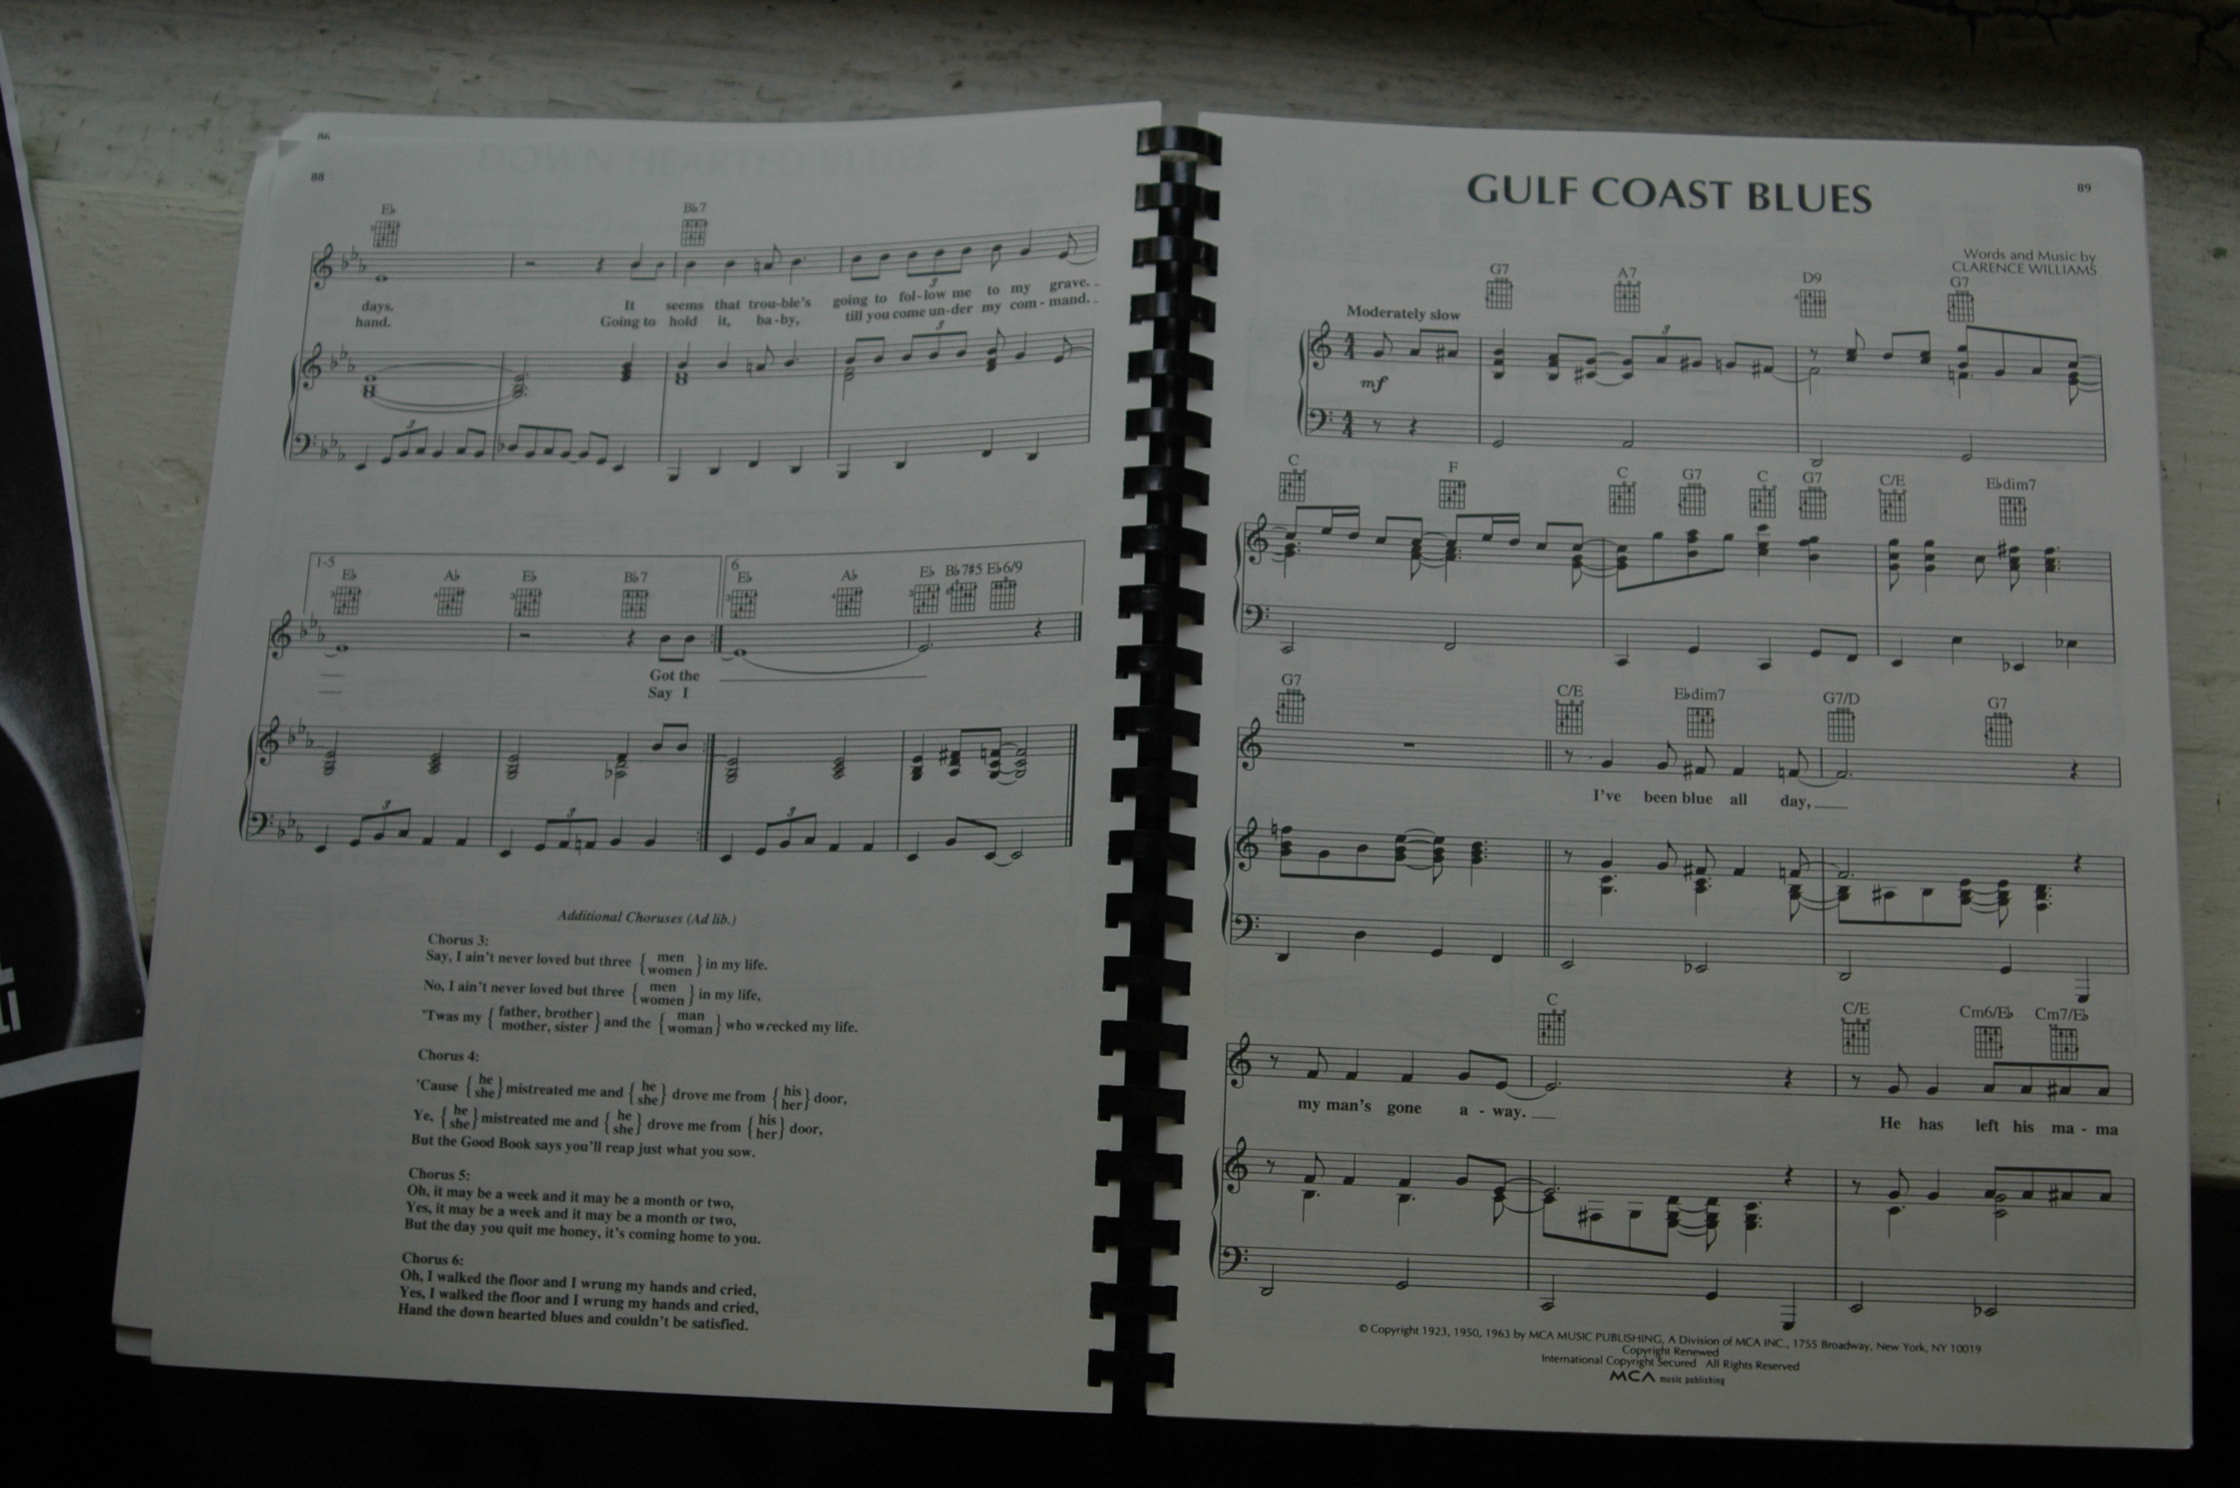 86
88
E♭ B♭7
days. It seems that trou-ble's going to fol-low me to my grave.
hand. Going to hold it, ba-by, till you come un-der my com-mand.
1-5 6
E♭ A♭ E♭ B♭7 E♭ A♭ E♭ B♭7♯5 E♭6/9
Got the
Say I
Additional Choruses (Ad lib.)
Chorus 3:
Say, I ain't never loved but three { men women } in my life.
No, I ain't never loved but three { men women } in my life,
'Twas my { father, brother mother, sister } and the { man woman } who wrecked my life.
Chorus 4:
'Cause { he she } mistreated me and { he she } drove me from { his her } door,
Ye, { he she } mistreated me and { he she } drove me from { his her } door,
But the Good Book says you'll reap just what you sow.
Chorus 5:
Oh, it may be a week and it may be a month or two,
Yes, it may be a week and it may be a month or two,
But the day you quit me honey, it's coming home to you.
Chorus 6:
Oh, I walked the floor and I wrung my hands and cried,
Yes, I walked the floor and I wrung my hands and cried,
Hand the down hearted blues and couldn't be satisfied.
GULF COAST BLUES
89
Words and Music by
CLARENCE WILLIAMS
G7 A7 D9 G7
Moderately slow
mf
C F C G7 C G7 C/E E♭dim7
G7 C/E E♭dim7 G7/D G7
I've been blue all day,
C C/E Cm6/E♭ Cm7/E♭
my man's gone a - way. He has left his ma - ma
© Copyright 1923, 1950, 1963 by MCA MUSIC PUBLISHING, A Division of MCA INC., 1755 Broadway, New York, NY 10019
Copyright Renewed
International Copyright Secured All Rights Reserved
MCA music publishing